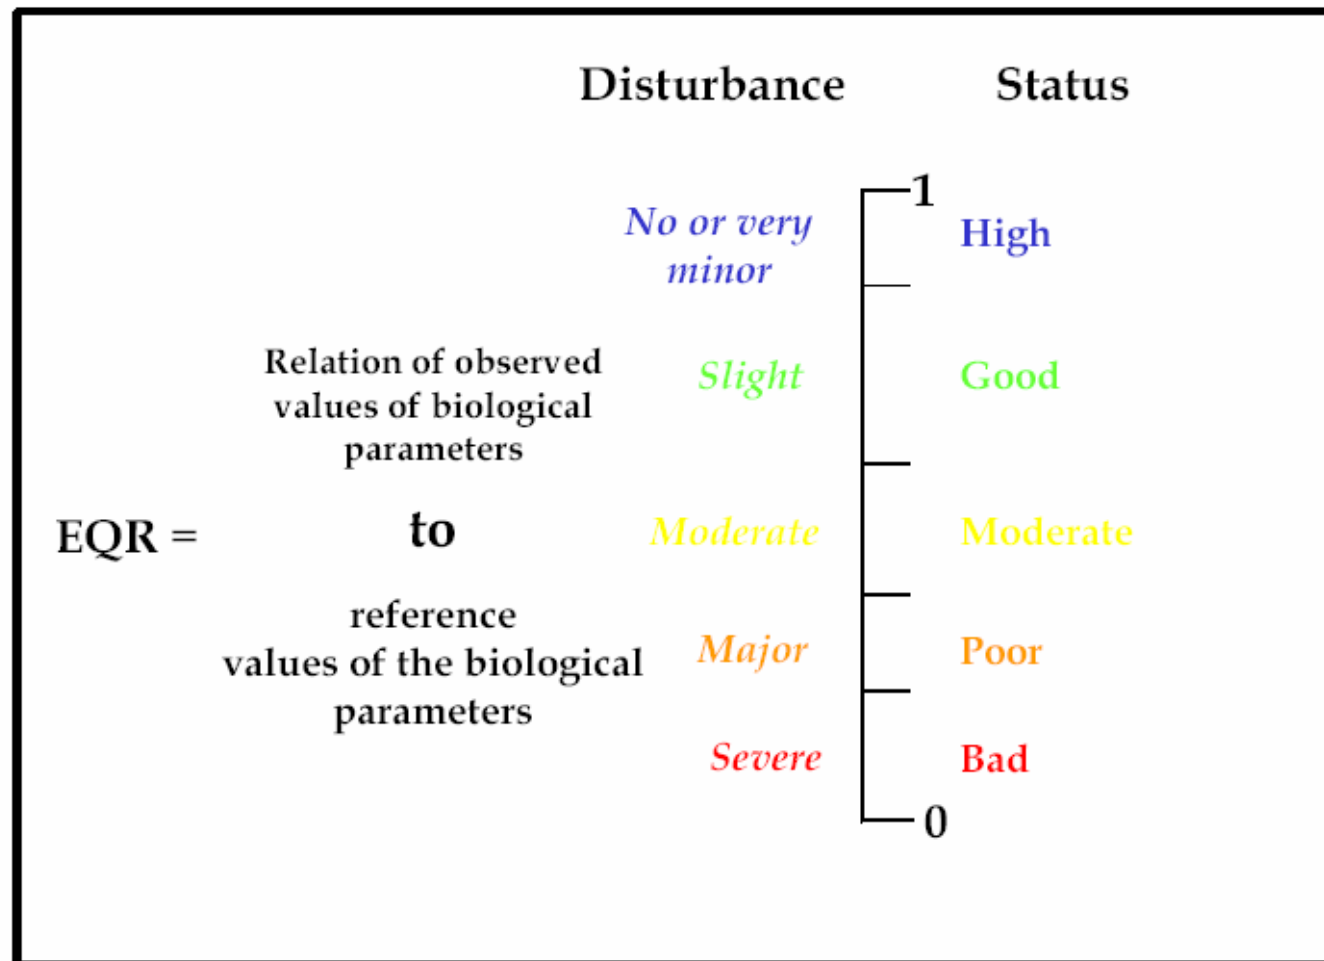 Disturbance Status
1
No or very
minor
High
Relation of observed
values of biological
parameters
Slight
Good
EQR =
to
Moderate
Moderate
reference
values of the biological
parameters
Major
Poor
Severe
Bad
0